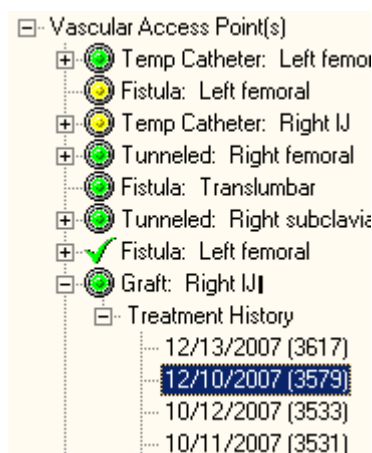 Vascular Access Point(s)
Temp Catheter: Left femor
Fistula: Left femoral
Temp Catheter: Right IJ
Tunneled: Right femoral
Fistula: Translumbar
Tunneled: Right subclavia
Fistula: Left femoral
Graft: Right IJ
Treatment History
12/13/2007 (3617)
12/10/2007 (3579)
10/12/2007 (3533)
10/11/2007 (3531)